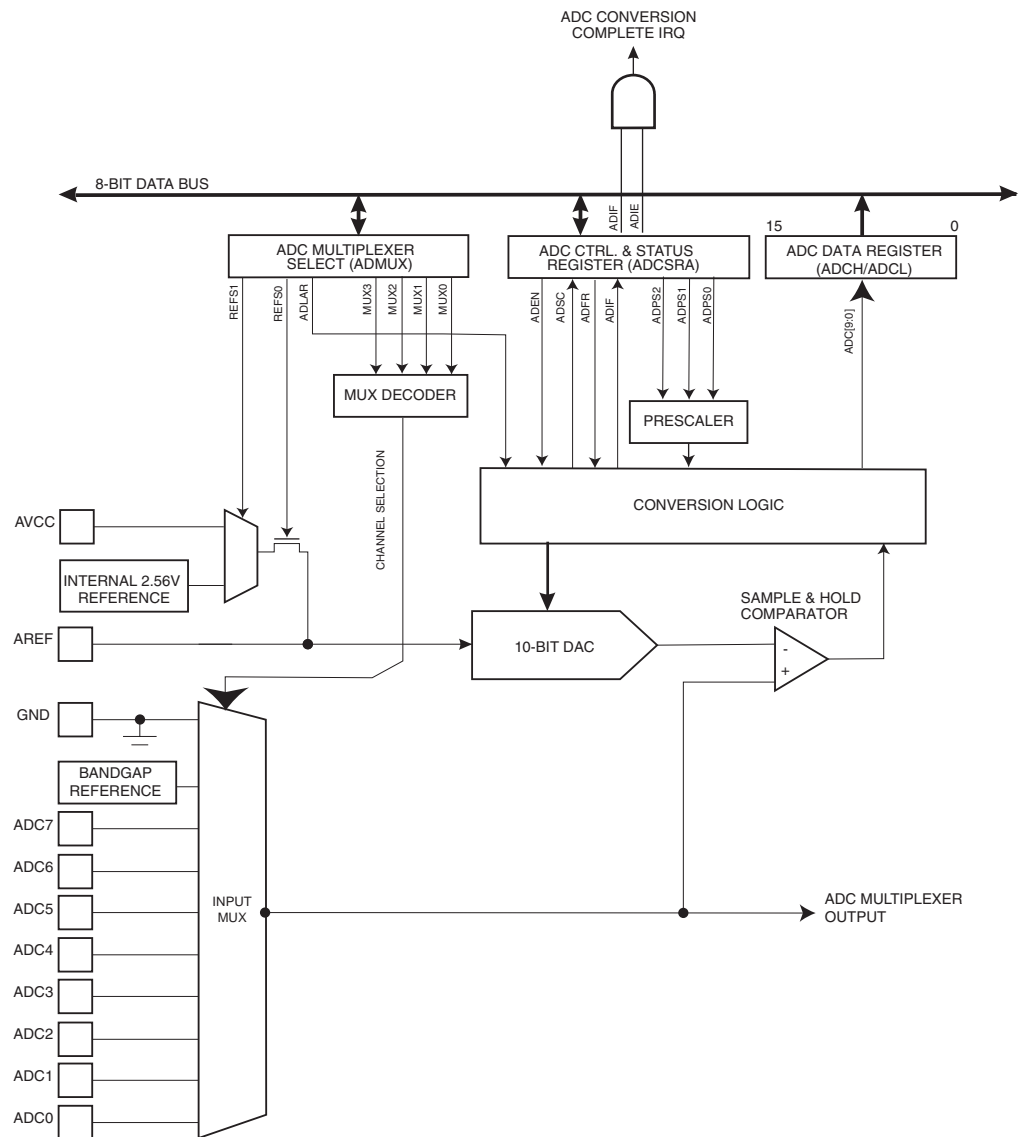 ADC CONVERSION
COMPLETE IRQ
8-BIT DATA BUS
ADIF
ADIE
15
0
ADC MULTIPLEXER
SELECT (ADMUX)
ADC CTRL. & STATUS
REGISTER (ADCSRA)
ADC DATA REGISTER
(ADCH/ADCL)
REFS1
REFS0
ADLAR
MUX3
MUX2
MUX1
MUX0
ADEN
ADSC
ADFR
ADIF
ADPS2
ADPS1
ADPS0
ADC[9:0]
MUX DECODER
PRESCALER
CHANNEL SELECTION
CONVERSION LOGIC
AVCC
INTERNAL 2.56V
REFERENCE
SAMPLE & HOLD
COMPARATOR
AREF
10-BIT DAC
-
+
GND
BANDGAP
REFERENCE
ADC7
ADC6
ADC5
INPUT
MUX
ADC MULTIPLEXER
OUTPUT
ADC4
ADC3
ADC2
ADC1
ADC0